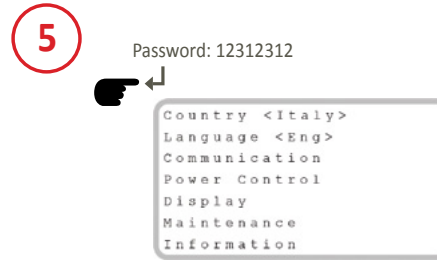 5
Password: 12312312
Country <Italy>
Language <Eng>
Communication
Power Control
Display
Maintenance
Information